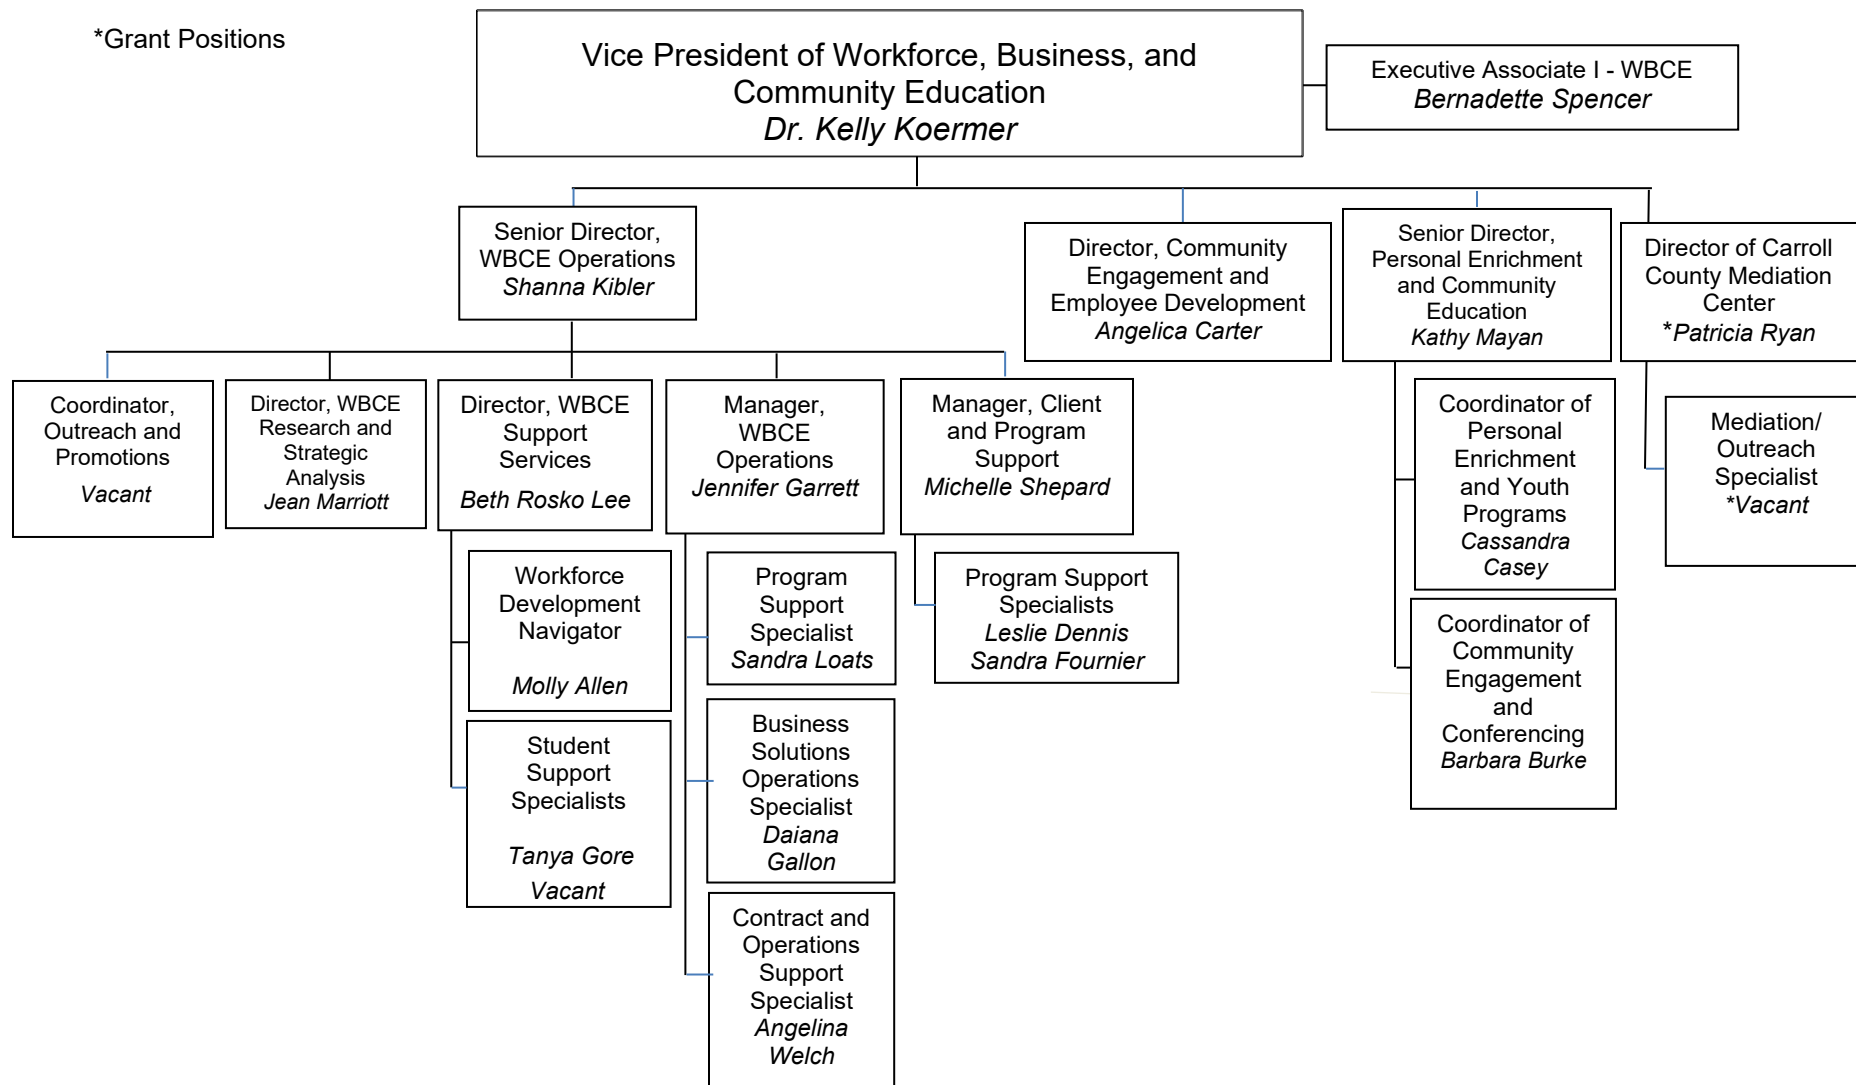 *Grant Positions
Vice President of Workforce, Business, and
Community Education
Dr. Kelly Koermer
Executive Associate I - WBCE
Bernadette Spencer
Senior Director,
WBCE Operations
Shanna Kibler
Director, Community
Engagement and
Employee Development
Angelica Carter
Senior Director,
Personal Enrichment
and Community
Education
Kathy Mayan
Director of Carroll
County Mediation
Center
*Patricia Ryan
Coordinator,
Outreach and
Promotions
Vacant
Director, WBCE
Research and
Strategic
Analysis
Jean Marriott
Director, WBCE
Support
Services
Beth Rosko Lee
Manager,
WBCE
Operations
Jennifer Garrett
Manager, Client
and Program
Support
Michelle Shepard
Coordinator of
Personal
Enrichment
and Youth
Programs
Cassandra
Casey
Mediation/
Outreach
Specialist
*Vacant
Workforce
Development
Navigator
Molly Allen
Program
Support
Specialist
Sandra Loats
Program Support
Specialists
Leslie Dennis
Sandra Fournier
Coordinator of
Community
Engagement
and
Conferencing
Barbara Burke
Student
Support
Specialists
Tanya Gore
Vacant
Business
Solutions
Operations
Specialist
Daiana
Gallon
Contract and
Operations
Support
Specialist
Angelina
Welch